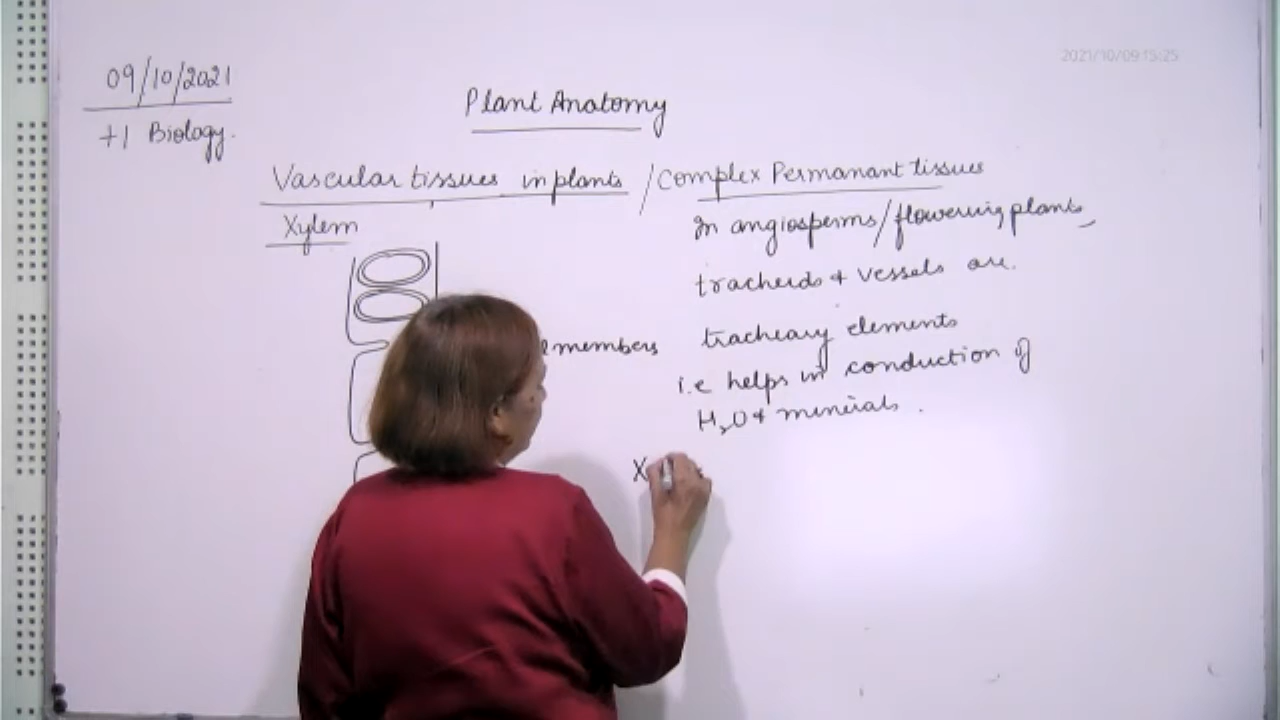 2021/10/09 15:25
09/10/2021
+1 Biology.
Plant Anatomy
Vascular tissues in plants / Complex Permanant tissues
Xylem
In angiosperms/flowering plants,
tracheids & vessels are.
members
tracheary elements
i.e helps in conduction of
H₂O & minerals.
X